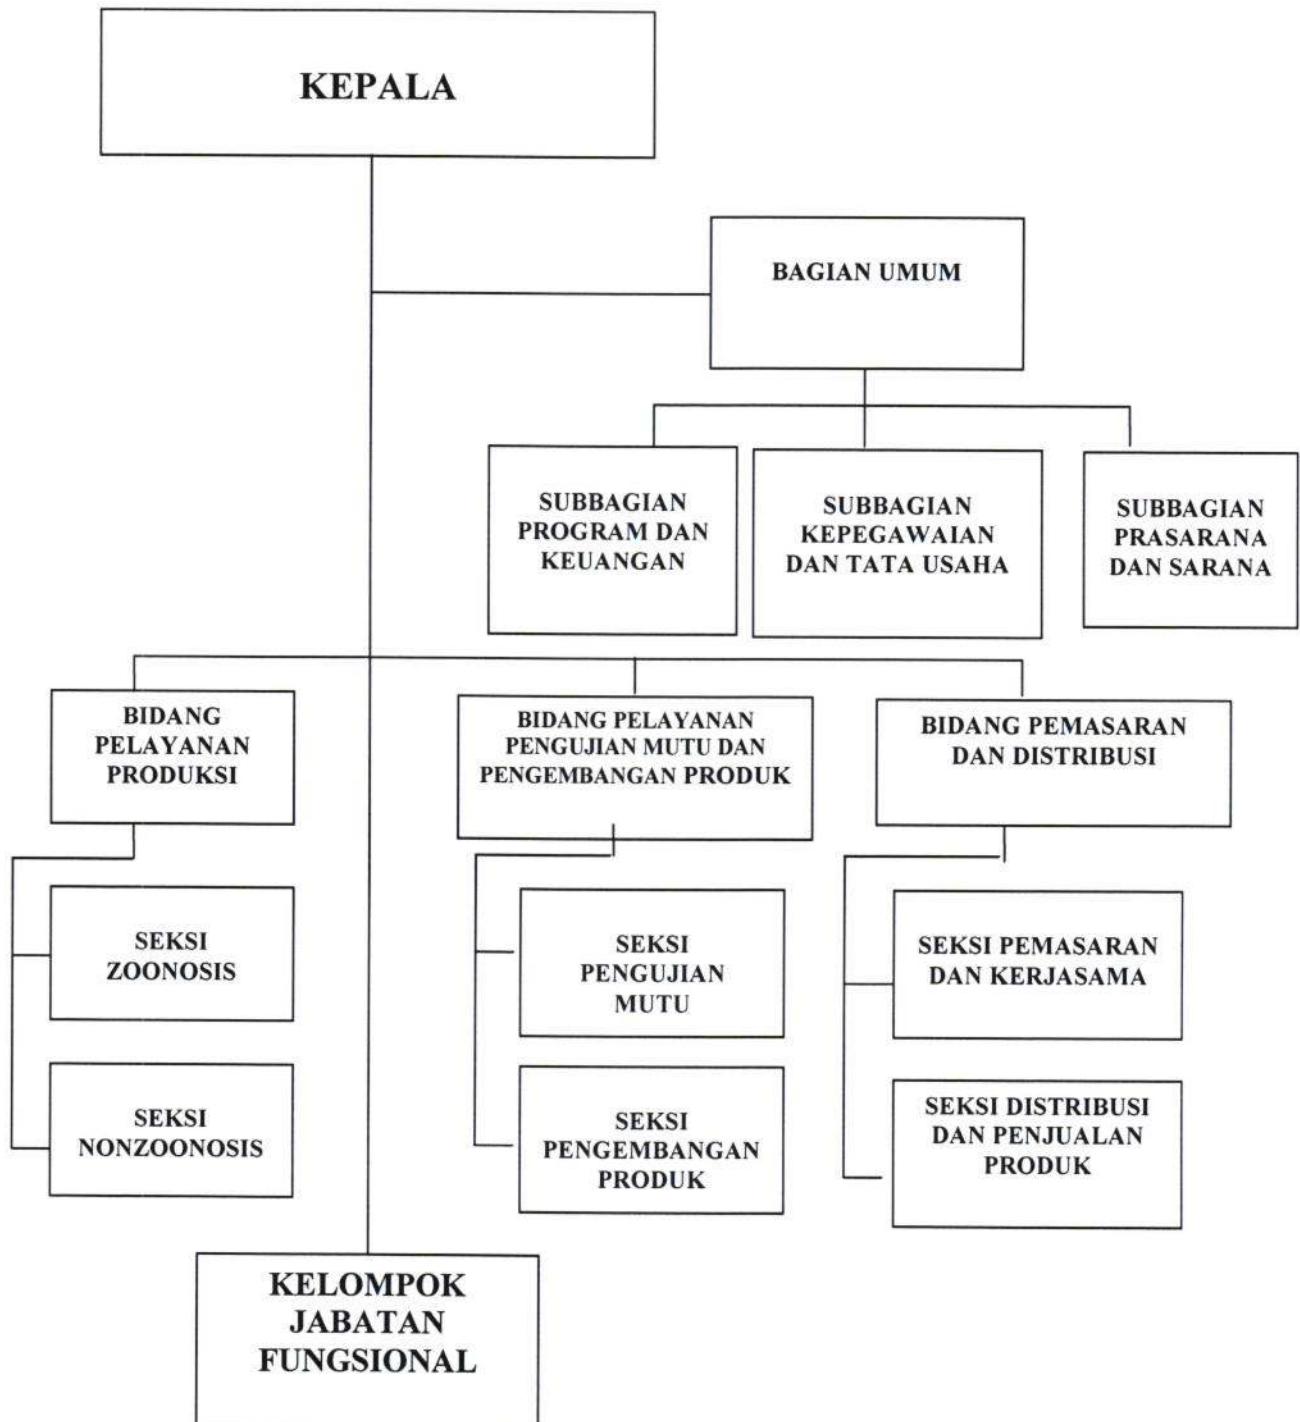 KEPALA
BAGIAN UMUM
SUBBAGIAN
PROGRAM DAN
KEUANGAN
SUBBAGIAN
KEPEGAWAIAN
DAN TATA USAHA
SUBBAGIAN
PRASARANA
DAN SARANA
BIDANG
PELAYANAN
PRODUKSI
BIDANG PELAYANAN
PENGUJIAN MUTU DAN
PENGEMBANGAN PRODUK
BIDANG PEMASARAN
DAN DISTRIBUSI
SEKSI
ZOONOSIS
SEKSI
PENGUJIAN
MUTU
SEKSI PEMASARAN
DAN KERJASAMA
SEKSI
NONZOONOSIS
SEKSI
PENGEMBANGAN
PRODUK
SEKSI DISTRIBUSI
DAN PENJUALAN
PRODUK
KELOMPOK
JABATAN
FUNGSIONAL